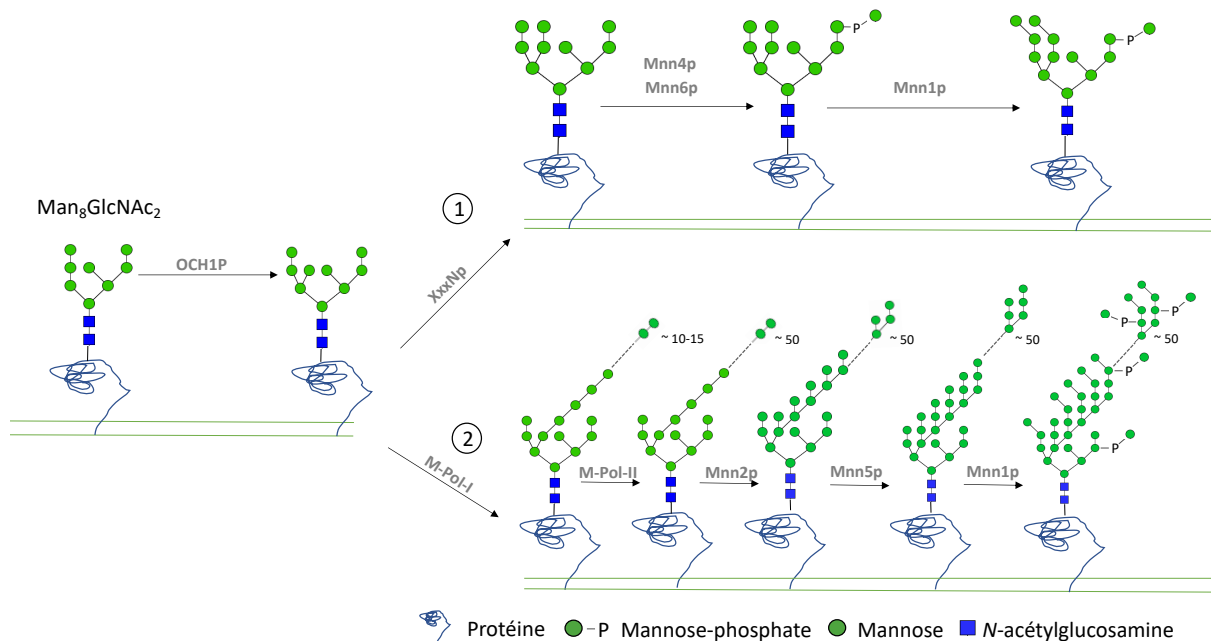 P
P
Mnn4p
Mnn6p
Mnn1p
Man8GlcNAc2
1
OCH1P
XxxNp
P
P
~ 10-15
~ 50
~ 50
~ 50
~ 50
P
2
P
M-Pol-I
M-Pol-II
Mnn2p
Mnn5p
Mnn1p
Protéine
–P Mannose-phosphate
Mannose
N-acétylglucosamine